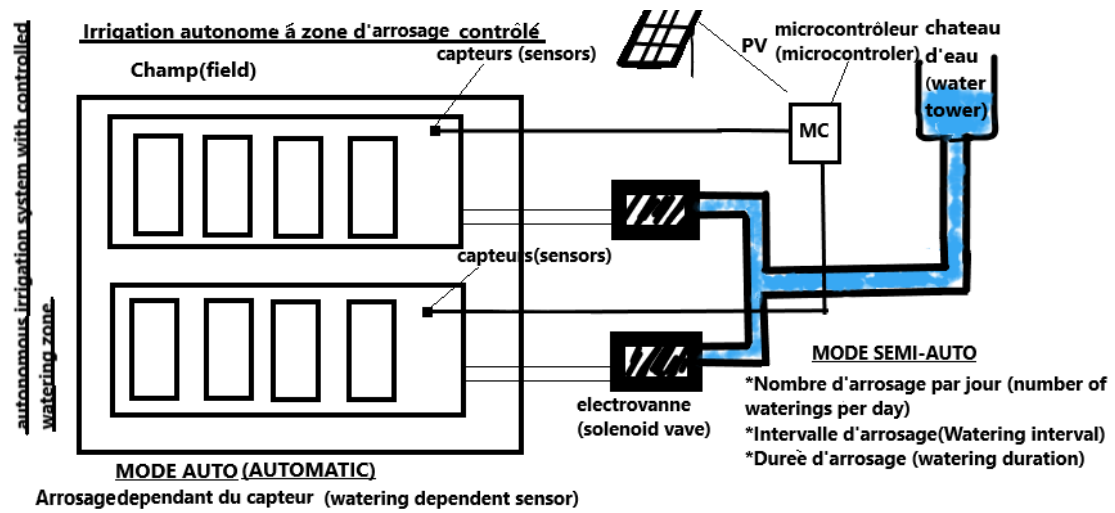 autonomous irrigation system with controlled
watering zone
Irrigation autonome á zone d'arrosage contrôlé
capteurs (sensors)
Champ(field)
PV
microcontrôleur
(microcontroler)
chateau
d'eau
(water
tower)
MC
capteurs(sensors)
electrovanne
(solenoid vave)
MODE SEMI-AUTO
*Nombre d'arrosage par jour (number of
waterings per day)
*Intervalle d'arrosage(Watering interval)
*Dureè d'arrosage (watering duration)
MODE AUTO (AUTOMATIC)
Arrosage dependant du capteur (watering dependent sensor)